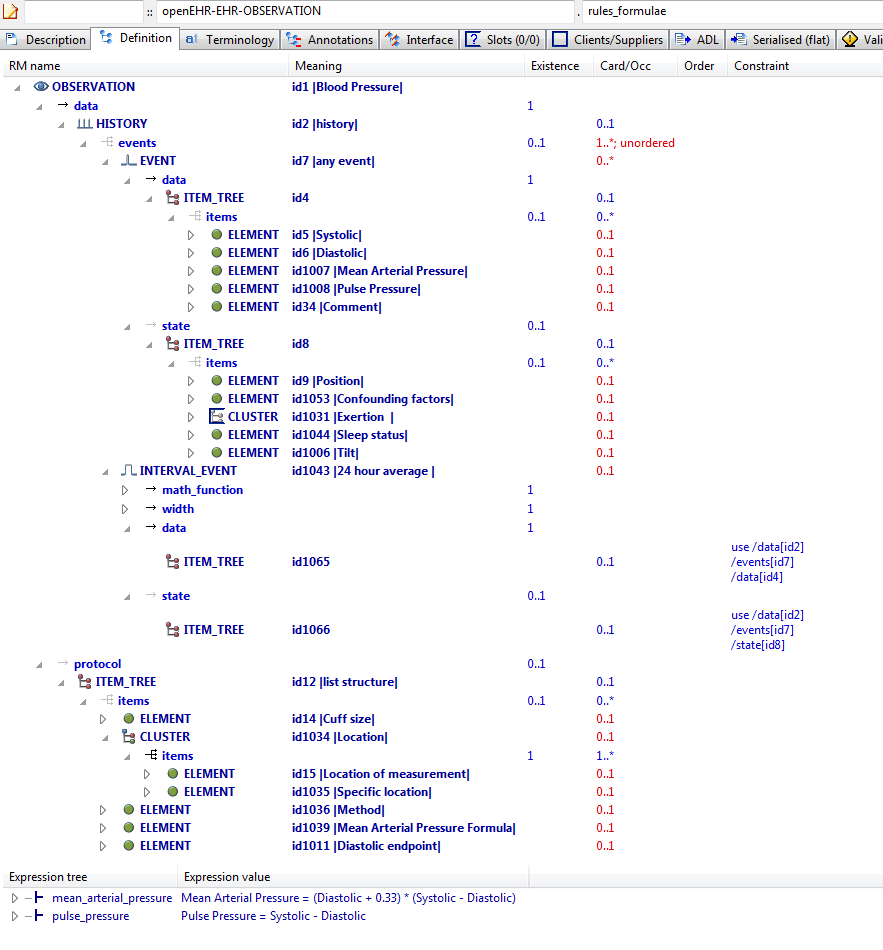 :: openEHR-EHR-OBSERVATION . rules_formulae
Description Definition Terminology Annotations Interface Slots (0/0) Clients/Suppliers ADL Serialised (flat) Vali
RM name Meaning Existence Card/Occ Order Constraint
OBSERVATION id1 |Blood Pressure|
data 1
HISTORY id2 |history| 0..1
events 0..1 1..*; unordered
EVENT id7 |any event| 0..*
data 1
ITEM_TREE id4 0..1
items 0..1 0..*
ELEMENT id5 |Systolic| 0..1
ELEMENT id6 |Diastolic| 0..1
ELEMENT id1007 |Mean Arterial Pressure| 0..1
ELEMENT id1008 |Pulse Pressure| 0..1
ELEMENT id34 |Comment| 0..1
state 0..1
ITEM_TREE id8 0..1
items 0..1 0..*
ELEMENT id9 |Position| 0..1
ELEMENT id1053 |Confounding factors| 0..1
CLUSTER id1031 |Exertion | 0..1
ELEMENT id1044 |Sleep status| 0..1
ELEMENT id1006 |Tilt| 0..1
INTERVAL_EVENT id1043 |24 hour average | 0..1
math_function 1
width 1
data 1
use /data[id2]
ITEM_TREE id1065 0..1 /events[id7]
/data[id4]
state 0..1
use /data[id2]
ITEM_TREE id1066 0..1 /events[id7]
/state[id8]
protocol 0..1
ITEM_TREE id12 |list structure| 0..1
items 0..1 0..*
ELEMENT id14 |Cuff size| 0..1
CLUSTER id1034 |Location| 0..1
items 1 1..*
ELEMENT id15 |Location of measurement| 0..1
ELEMENT id1035 |Specific location| 0..1
ELEMENT id1036 |Method| 0..1
ELEMENT id1039 |Mean Arterial Pressure Formula| 0..1
ELEMENT id1011 |Diastolic endpoint| 0..1
Expression tree Expression value
mean_arterial_pressure Mean Arterial Pressure = (Diastolic + 0.33) * (Systolic - Diastolic)
pulse_pressure Pulse Pressure = Systolic - Diastolic